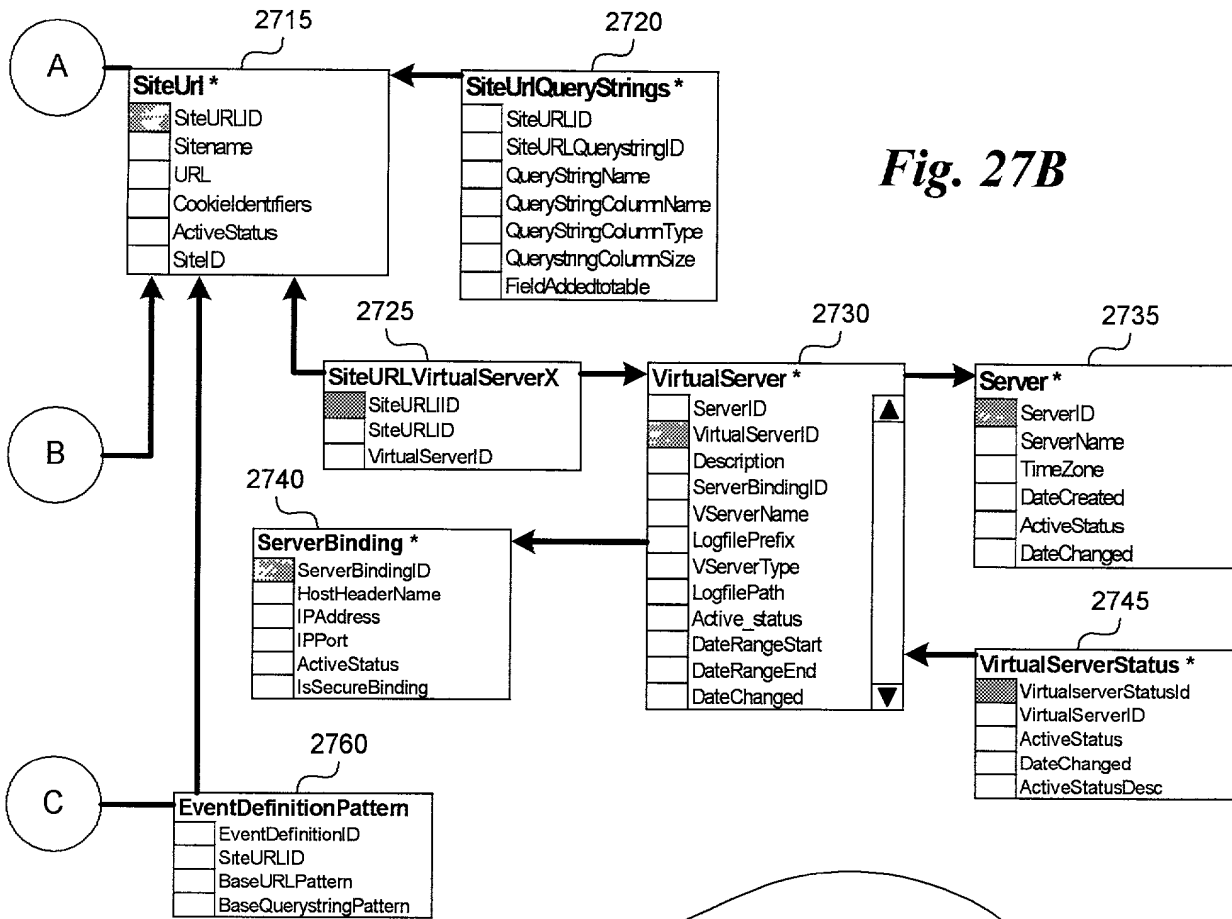 2715
2720
A
SiteUrl *
SiteURLID
Sitename
URL
CookieIdentifiers
ActiveStatus
SiteID
SiteUrlQueryStrings *
SiteURLID
SiteURLQuerystringID
QueryStringName
QueryStringColumnName
QueryStringColumnType
QuerystringColumnSize
FieldAddedtotable
Fig. 27B
2725
2730
2735
B
SiteURLVirtualServerX
SiteURLIID
SiteURLID
VirtualServerID
VirtualServer *
ServerID
VirtualServerID
Description
ServerBindingID
VServerName
LogfilePrefix
VServerType
LogfilePath
Active_status
DateRangeStart
DateRangeEnd
DateChanged
Server *
ServerID
ServerName
TimeZone
DateCreated
ActiveStatus
DateChanged
2740
ServerBinding *
ServerBindingID
HostHeaderName
IPAddress
IPPort
ActiveStatus
IsSecureBinding
2745
VirtualServerStatus *
VirtualserverStatusId
VirtualServerID
ActiveStatus
DateChanged
ActiveStatusDesc
2760
C
EventDefinitionPattern
EventDefinitionID
SiteURLID
BaseURLPattern
BaseQuerystringPattern